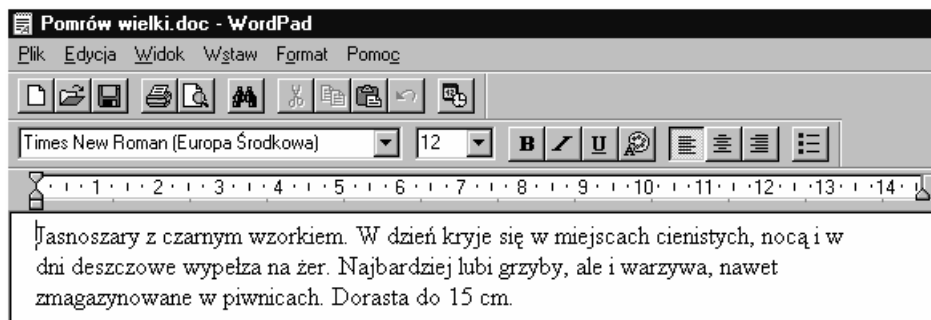 Pomrów wielki.doc - WordPad
Plik Edycja Widok Wstaw Format Pomoc
Times New Roman (Europa Środkowa) 12 B I U
1 2 3 4 5 6 7 8 9 10 11 12 13 14
Jasnoszary z czarnym wzorkiem. W dzień kryje się w miejscach cienistych, nocą i w
dni deszczowe wypełza na żer. Najbardziej lubi grzyby, ale i warzywa, nawet
zmagazynowane w piwnicach. Dorasta do 15 cm.